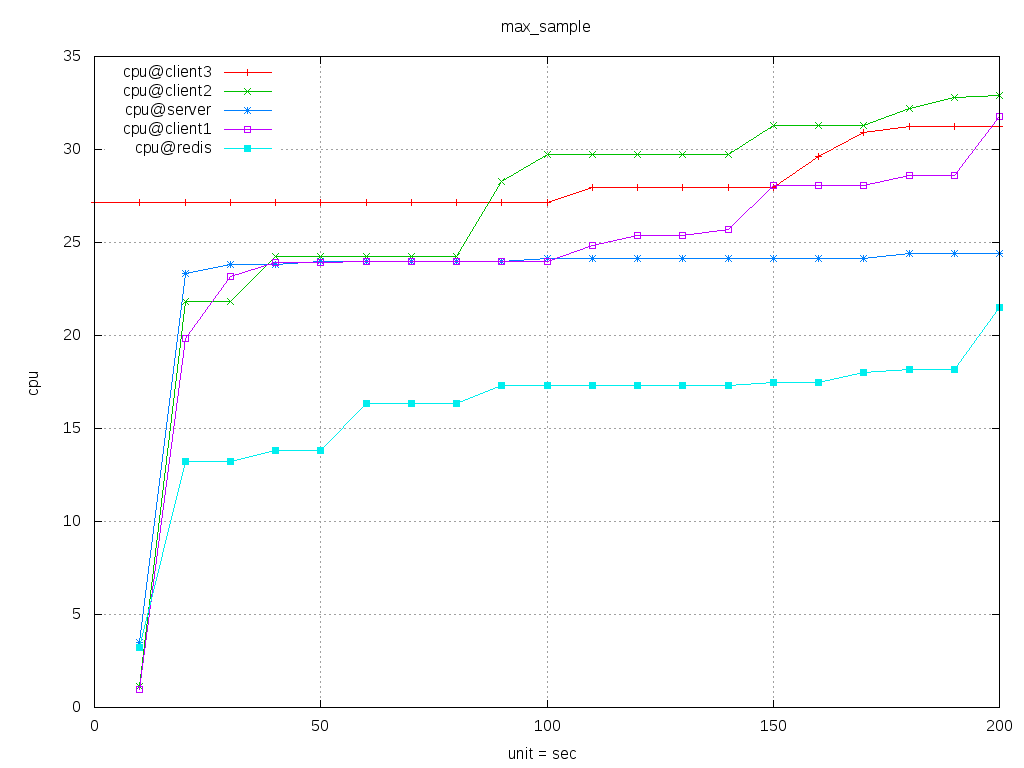 max_sample
35
30
25
20
15
10
5
0
cpu@client3
cpu@client2
cpu@server
cpu@client1
cpu@redis
cpu
0 50 100 150 200
unit = sec